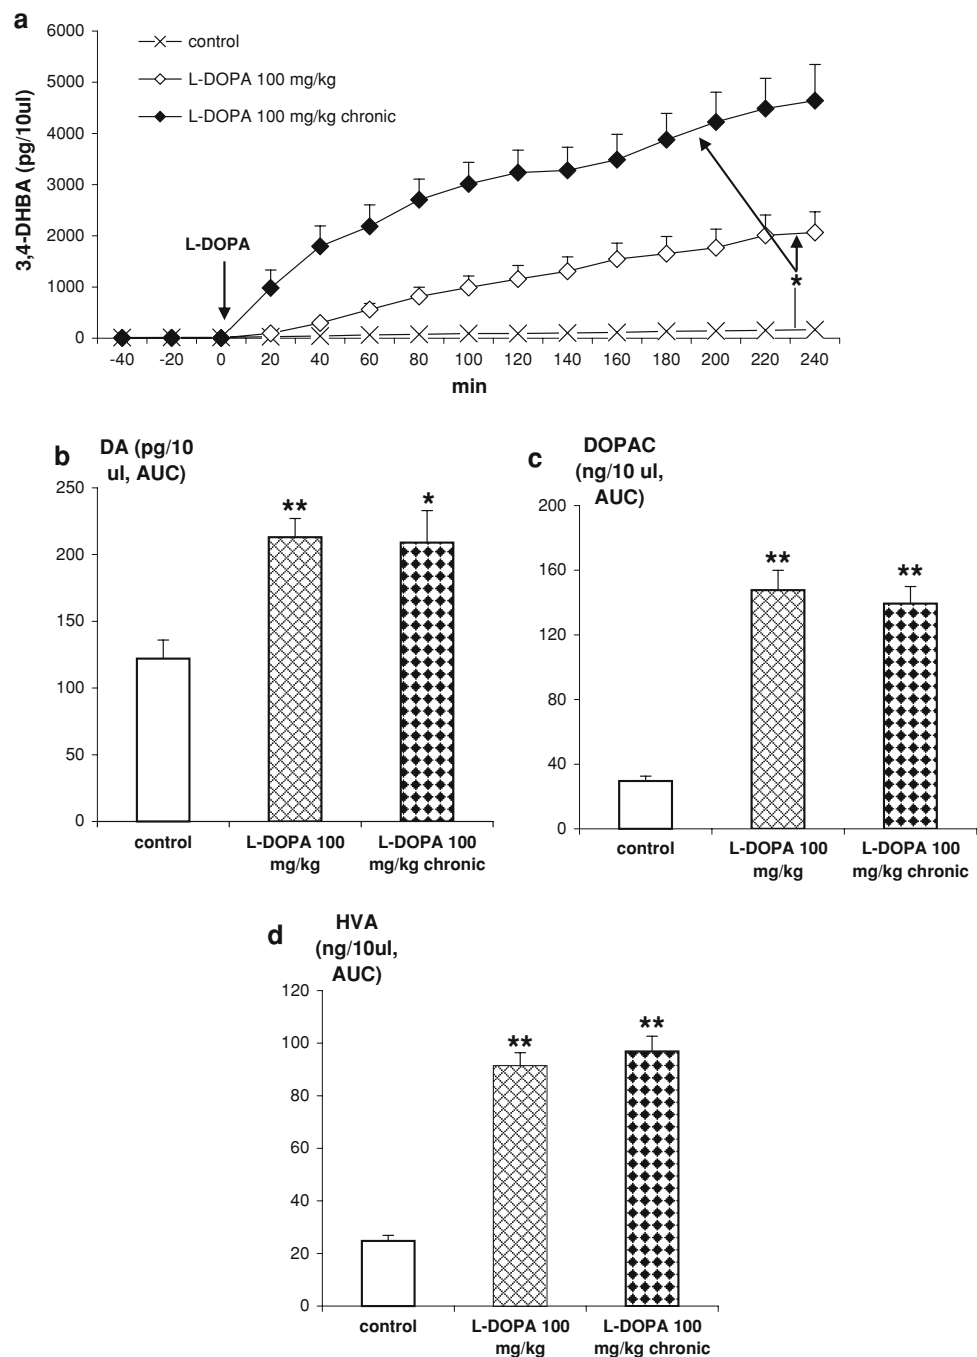 a
6000
5000
4000
3000
2000
1000
0
3,4-DHBA (pg/10ul)
control
L-DOPA 100 mg/kg
L-DOPA 100 mg/kg chronic
L-DOPA
*
-40 -20 0 20 40 60 80 100 120 140 160 180 200 220 240
min
b
DA (pg/10
ul, AUC)
250
200
150
100
50
0
**
*
control
L-DOPA 100
mg/kg
L-DOPA 100
mg/kg chronic
c
DOPAC
(ng/10 ul,
AUC)
200
160
120
80
40
0
**
**
control
L-DOPA 100
mg/kg
L-DOPA 100
mg/kg chronic
d
HVA
(ng/10ul,
AUC)
120
100
80
60
40
20
0
**
**
control
L-DOPA 100
mg/kg
L-DOPA 100
mg/kg chronic